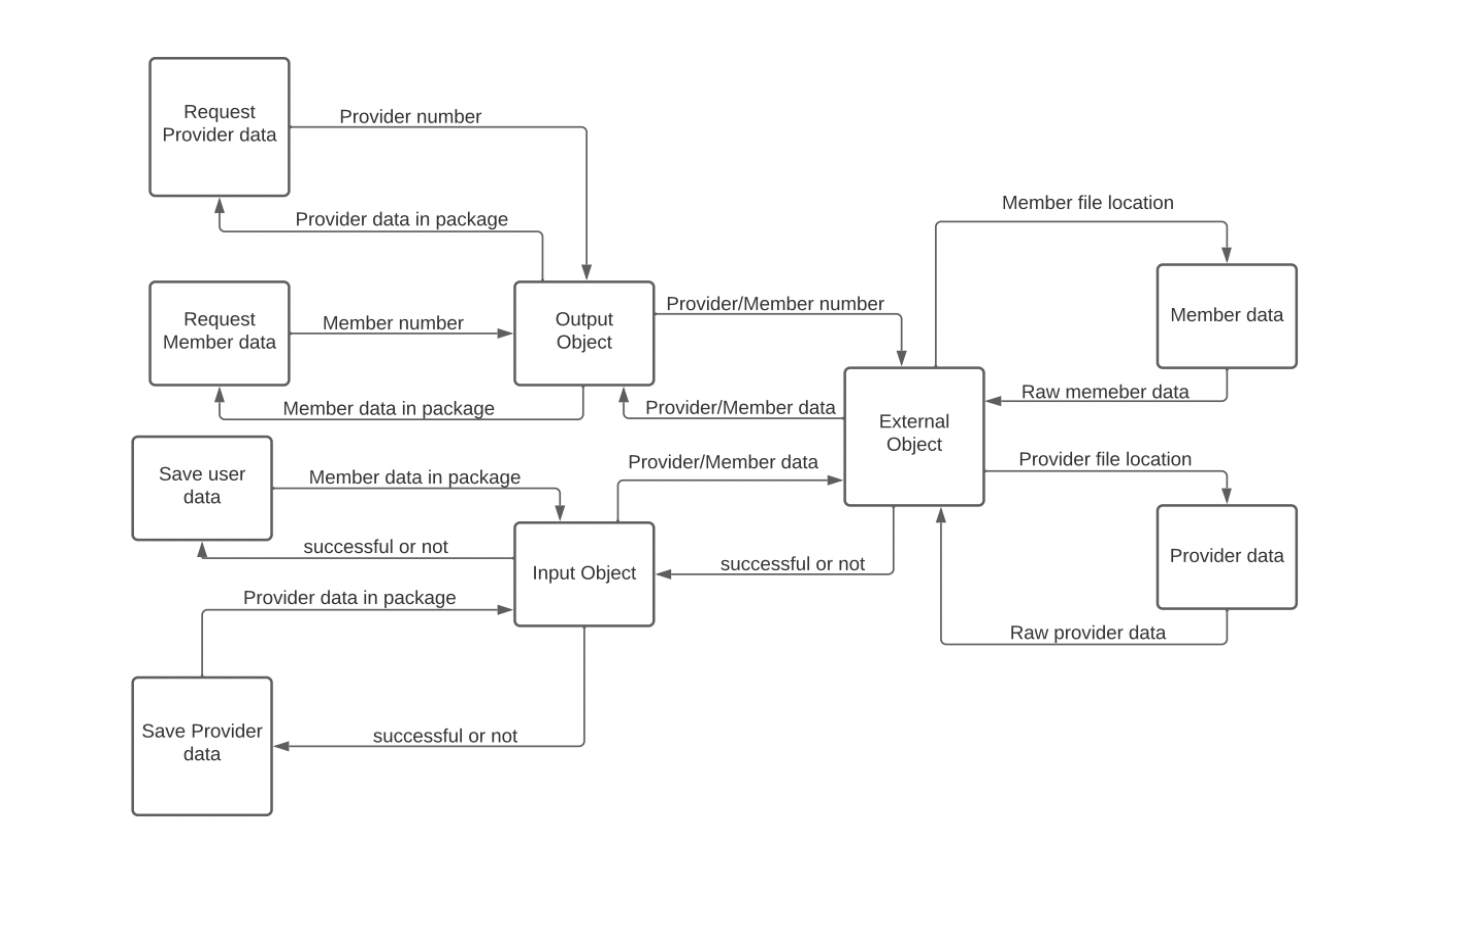 Request
Provider data
Provider number
Provider data in package
Request
Member data
Member number
Member data in package
Output
Object
Provider/Member number
Provider/Member data
Member file location
Member data
Raw memeber data
External
Object
Provider file location
Provider data
Raw provider data
Save user
data
Member data in package
successful or not
Provider/Member data
Input Object
successful or not
Provider data in package
Save Provider
data
successful or not